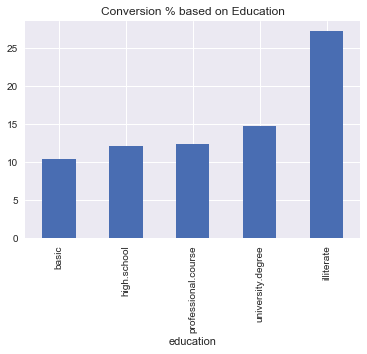 Conversion % based on Education
25
20
15
10
5
0
basic
high.school
professional.course
university.degree
illiterate
education